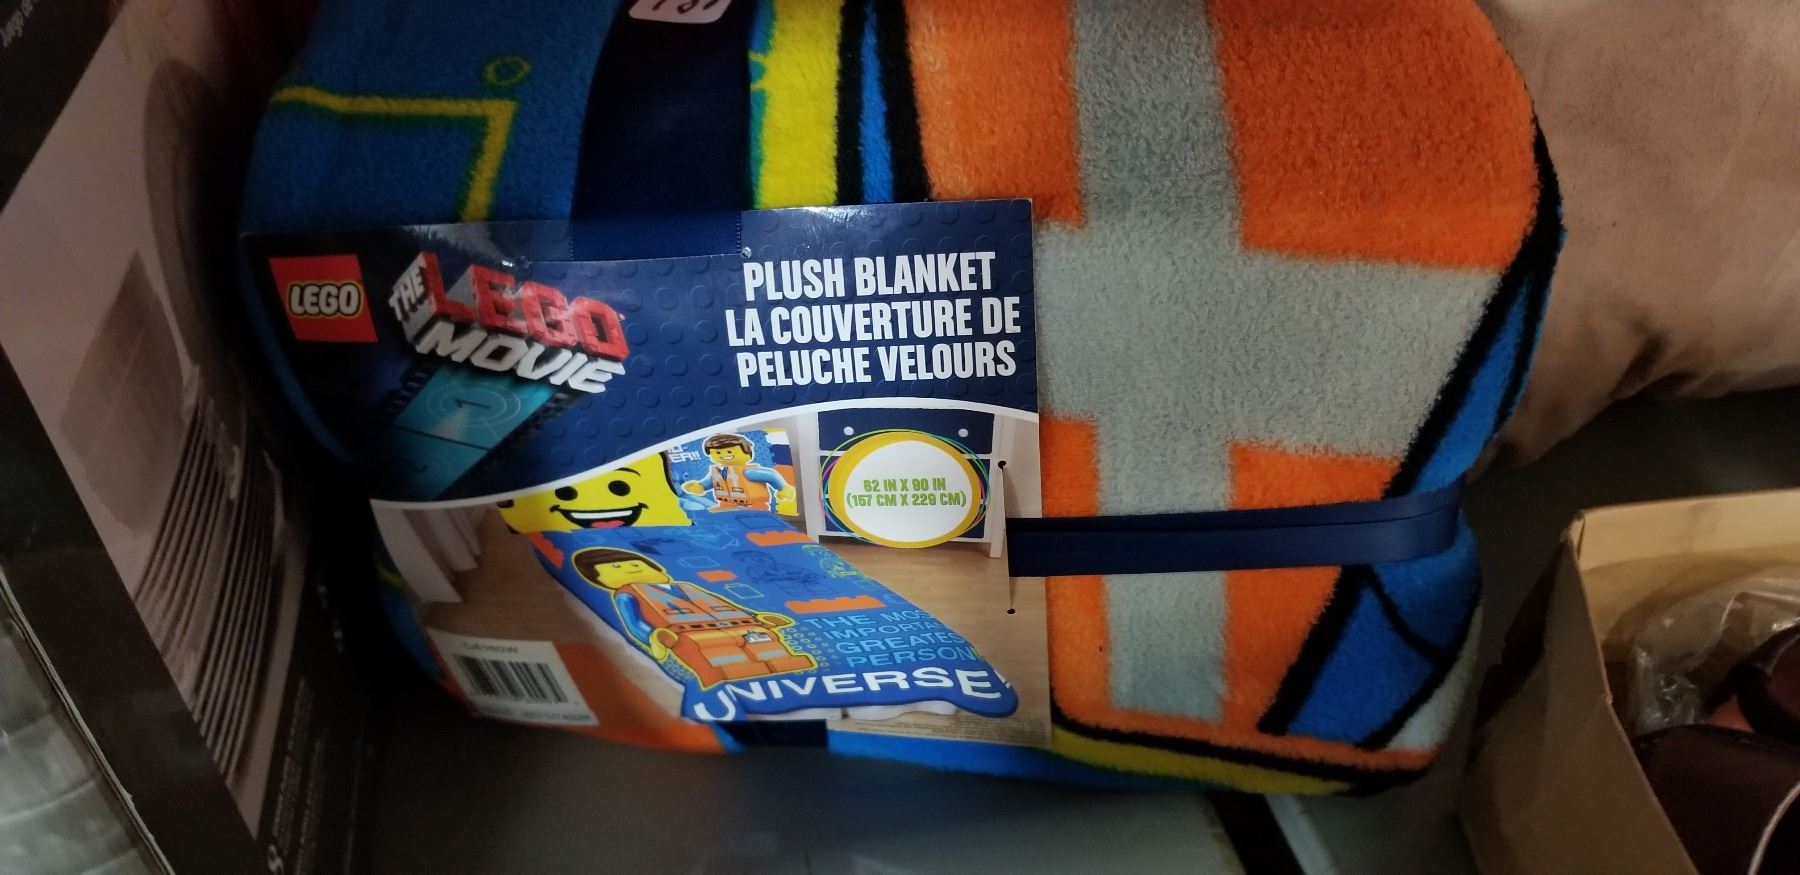 LEGO
THE LEGO
MOVIE
PLUSH BLANKET
LA COUVERTURE DE
PELUCHE VELOURS
62 IN X 90 IN
(157 CM X 229 CM)
THE MOS
IMPORTAN
GREATES
PERSON
UNIVERSE!